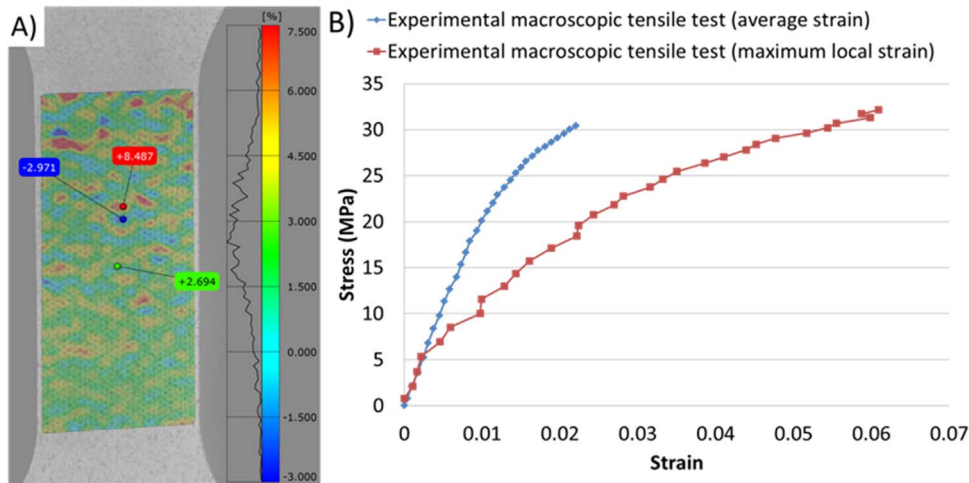 A)
[%]
7.500
6.000
4.500
3.000
1.500
0.000
-1.500
-3.000
+8.487
-2.971
+2.694
B)
Experimental macroscopic tensile test (average strain)
Experimental macroscopic tensile test (maximum local strain)
35
30
25
20
15
10
5
0
Stress (MPa)
0 0.01 0.02 0.03 0.04 0.05 0.06 0.07
Strain